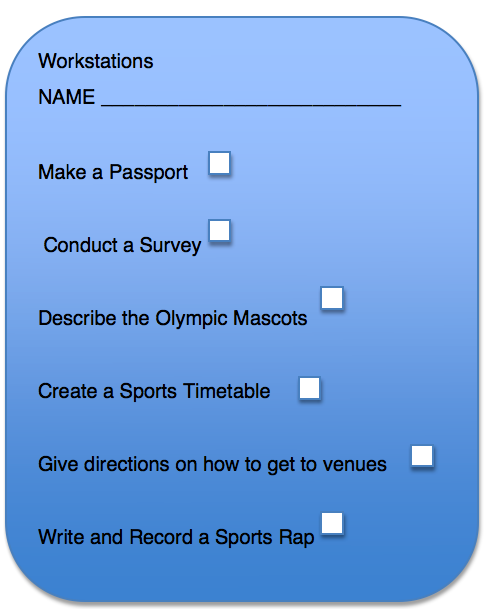 Workstations
NAME ___________________________
Make a Passport
Conduct a Survey
Describe the Olympic Mascots
Create a Sports Timetable
Give directions on how to get to venues
Write and Record a Sports Rap